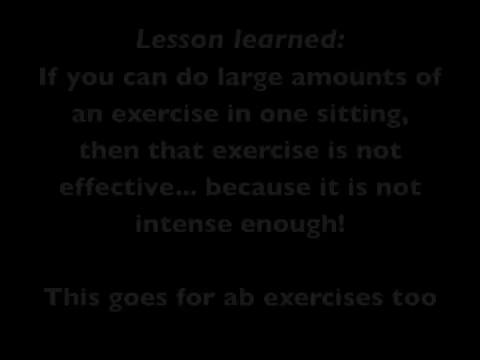 Lesson learned:
If you can do large amounts of
an exercise in one sitting,
then that exercise is not
effective... because it is not
intense enough!
This goes for ab exercises too